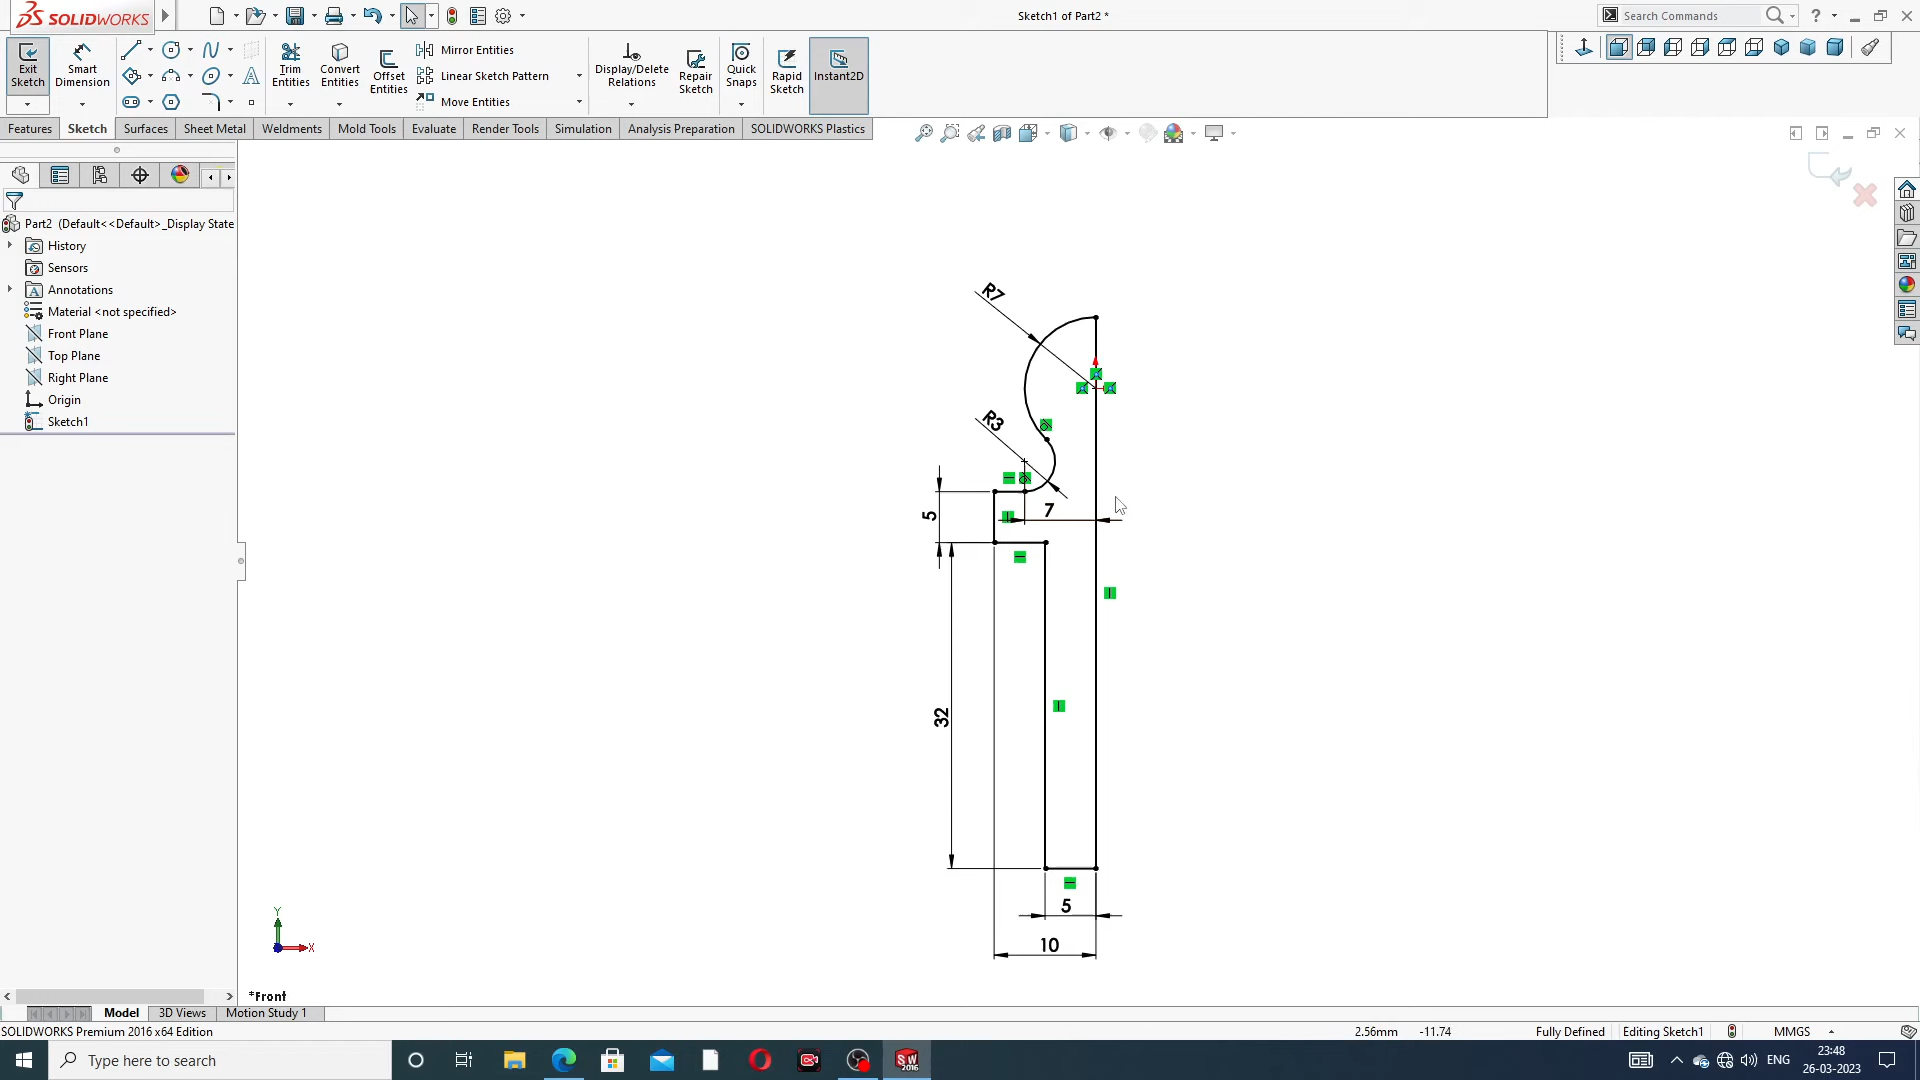 SOLIDWORKS
Sketch1 of Part2 *
Search Commands
Exit Sketch
Smart Dimension
Trim Entities
Convert Entities
Offset Entities
Mirror Entities
Linear Sketch Pattern
Move Entities
Display/Delete Relations
Repair Sketch
Quick Snaps
Rapid Sketch
Instant2D
Features
Sketch
Surfaces
Sheet Metal
Weldments
Mold Tools
Evaluate
Render Tools
Simulation
Analysis Preparation
SOLIDWORKS Plastics
Part2 (Default<<Default>_Display State
History
Sensors
Annotations
Material <not specified>
Front Plane
Top Plane
Right Plane
Origin
Sketch1
R7
R3
5
7
32
5
10
Y
X
*Front
Model
3D Views
Motion Study 1
SOLIDWORKS Premium 2016 x64 Edition
2.56mm
-11.74
Fully Defined
Editing Sketch1
MMGS
Type here to search
SW 2016
ENG
23:48
26-03-2023